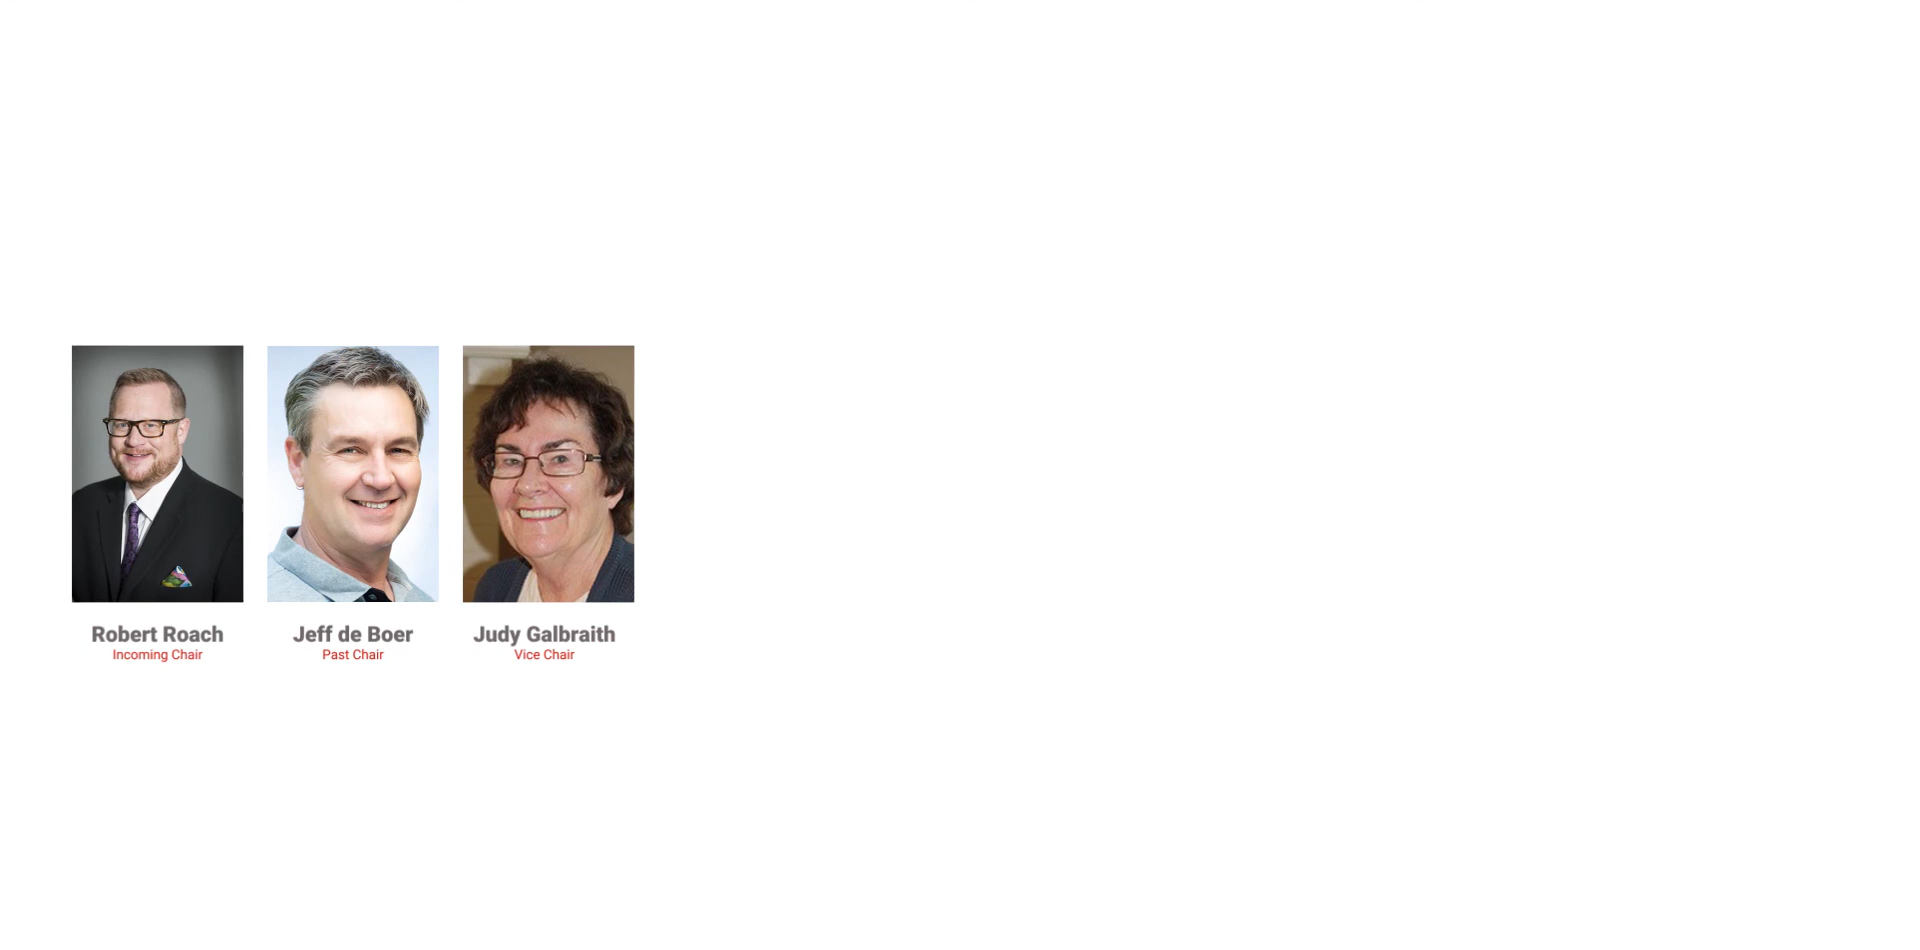 Robert Roach
Incoming Chair
Jeff de Boer
Past Chair
Judy Galbraith
Vice Chair